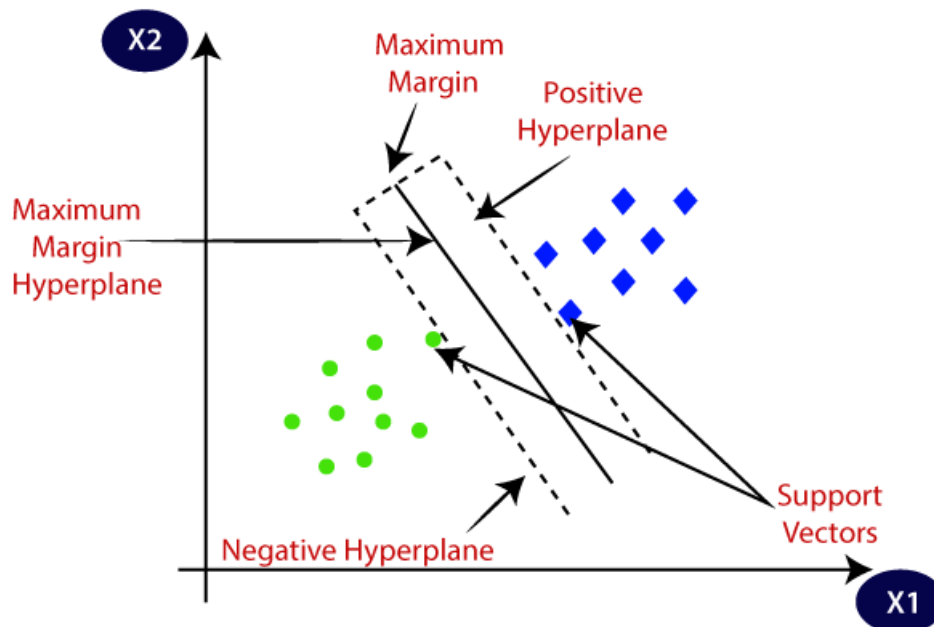 X2
Maximum
Margin
Positive
Hyperplane
Maximum
Margin
Hyperplane
Support
Vectors
Negative Hyperplane
X1